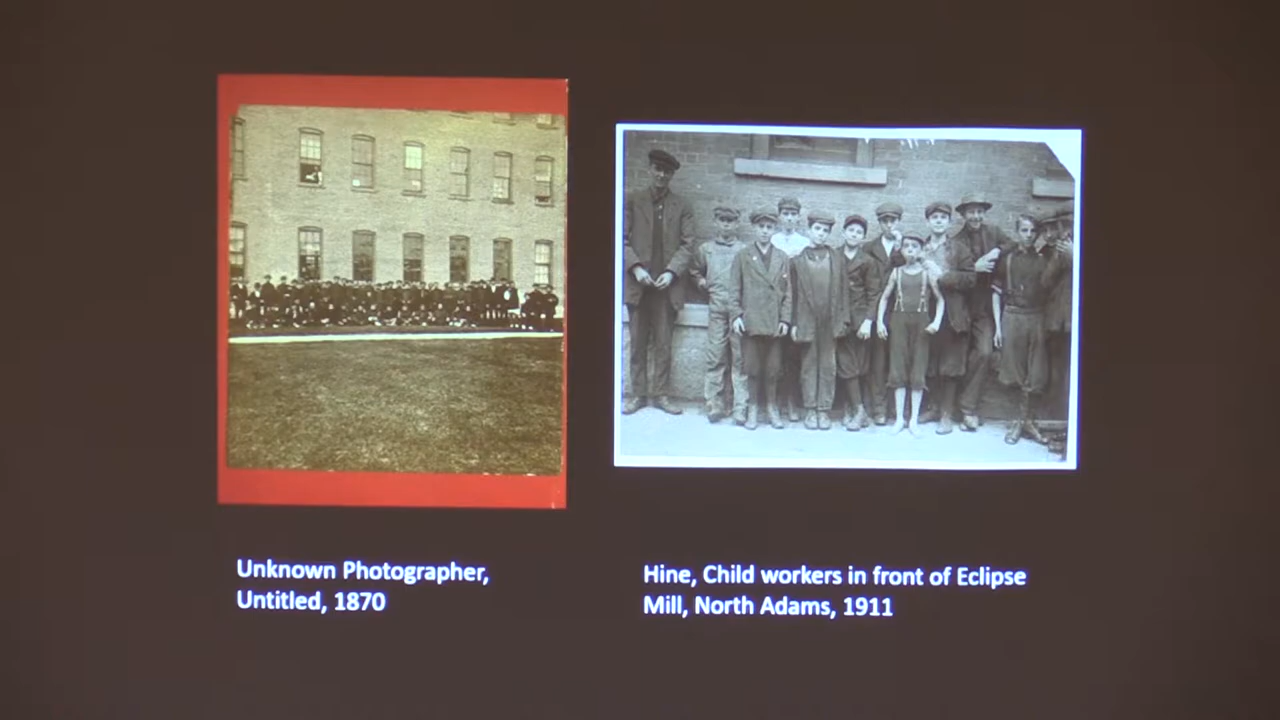 Unknown Photographer,
Untitled, 1870
Hine, Child workers in front of Eclipse
Mill, North Adams, 1911